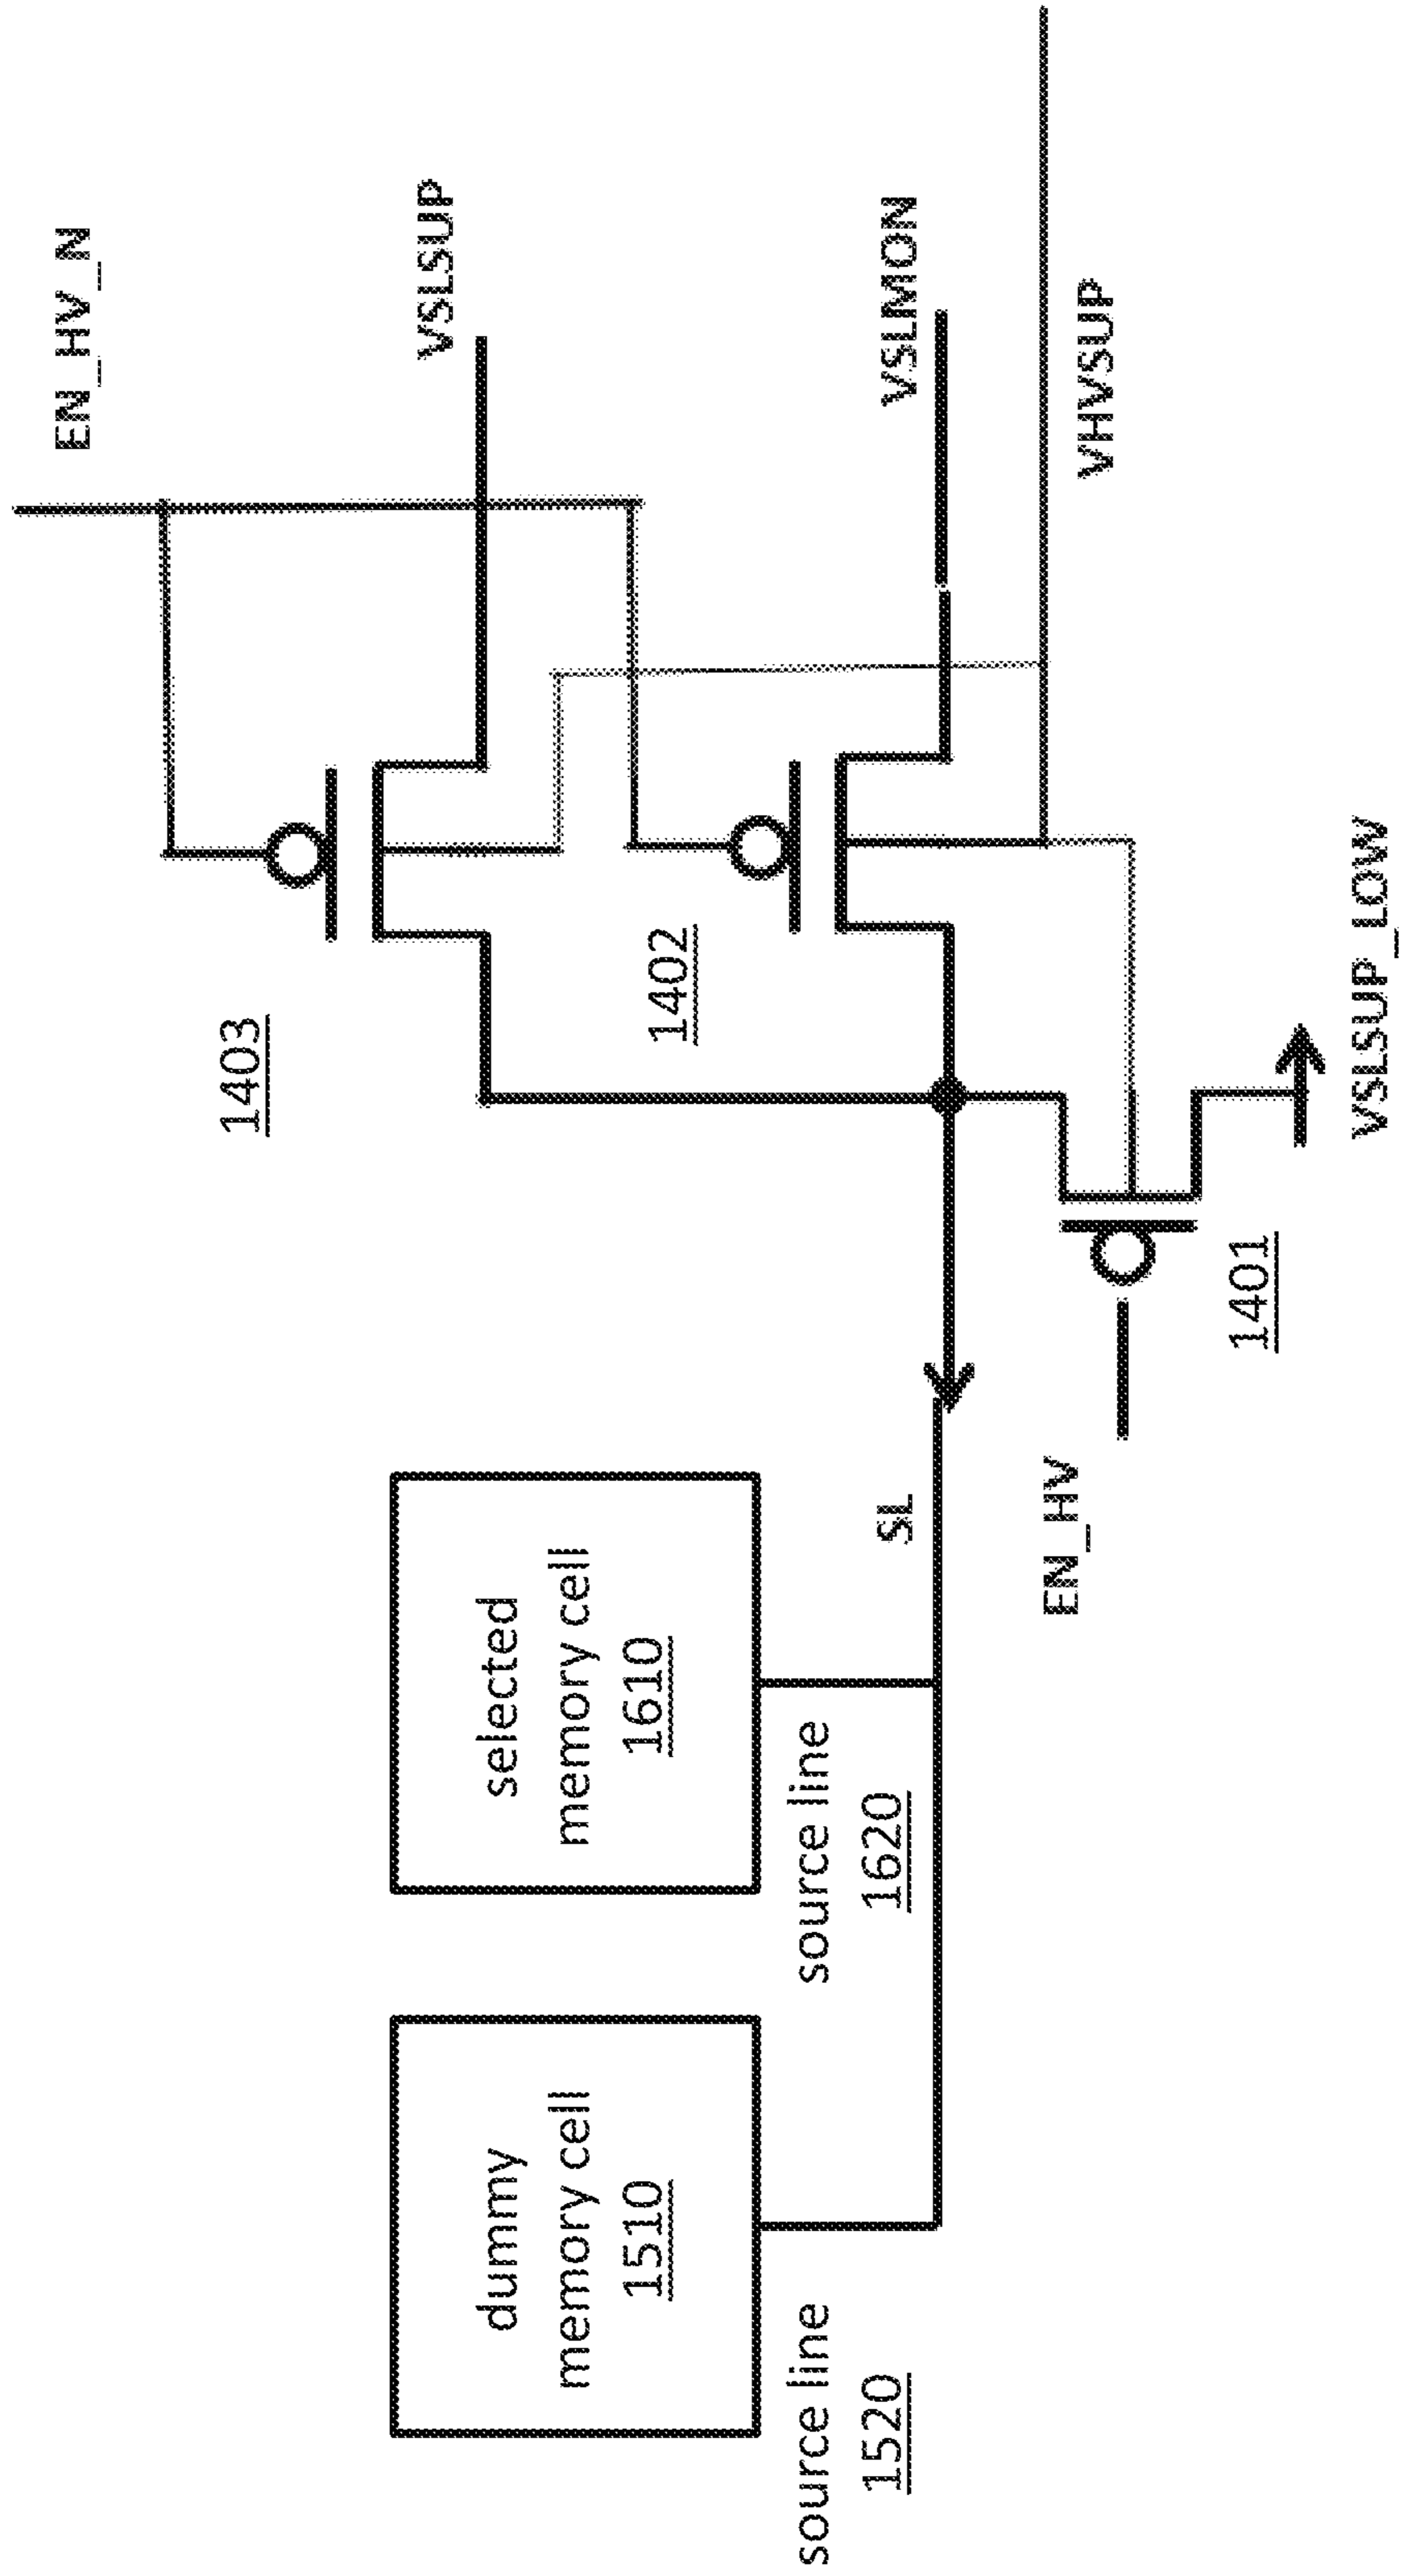 EN_HV_N
VSLSUP
1403
1402
VSLMON
VHVSUP
dummy
memory cell
1510
selected
memory cell
1610
source line
1520
source line
1620
SL
EN_HV
1401
VSLSUP_LOW